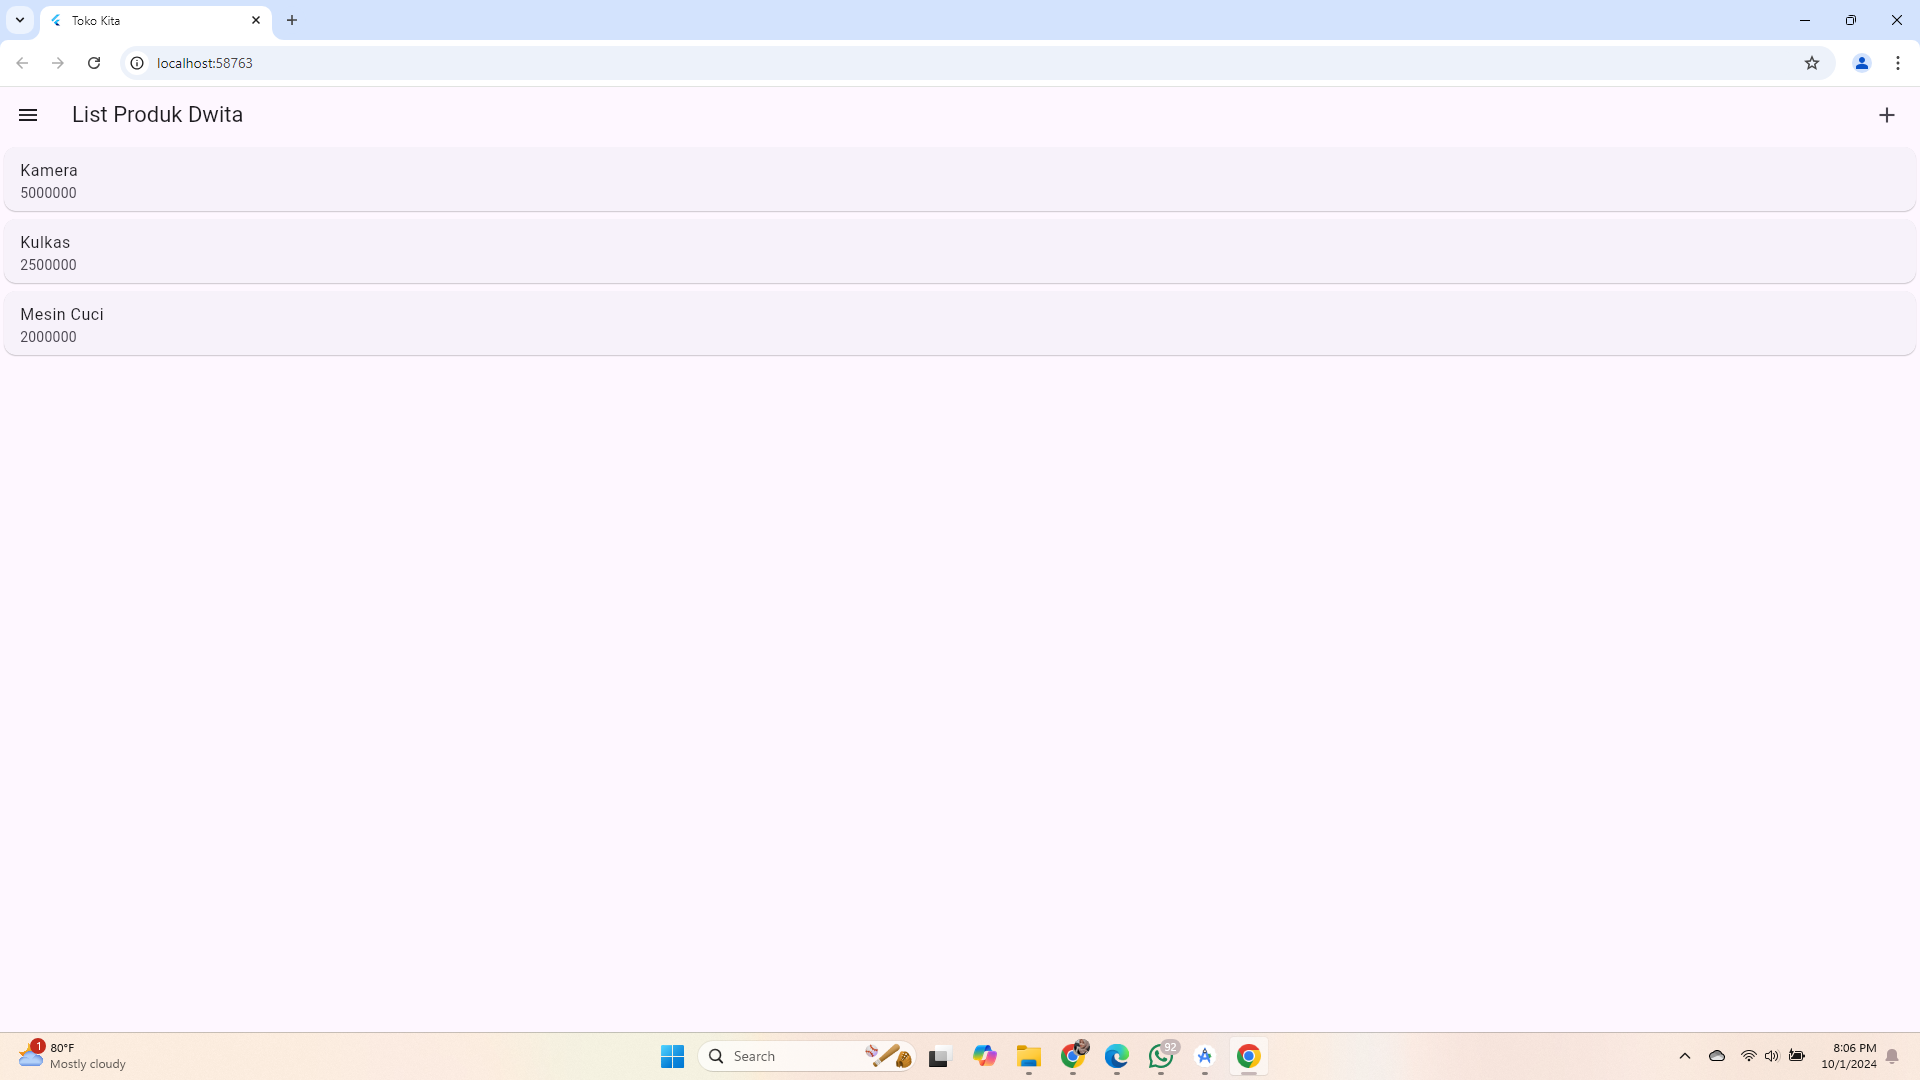 Toko Kita
localhost:58763
List Produk Dwita
Kamera
5000000
Kulkas
2500000
Mesin Cuci
2000000
1
80°F
Mostly cloudy
Search
92
8:06 PM
10/1/2024